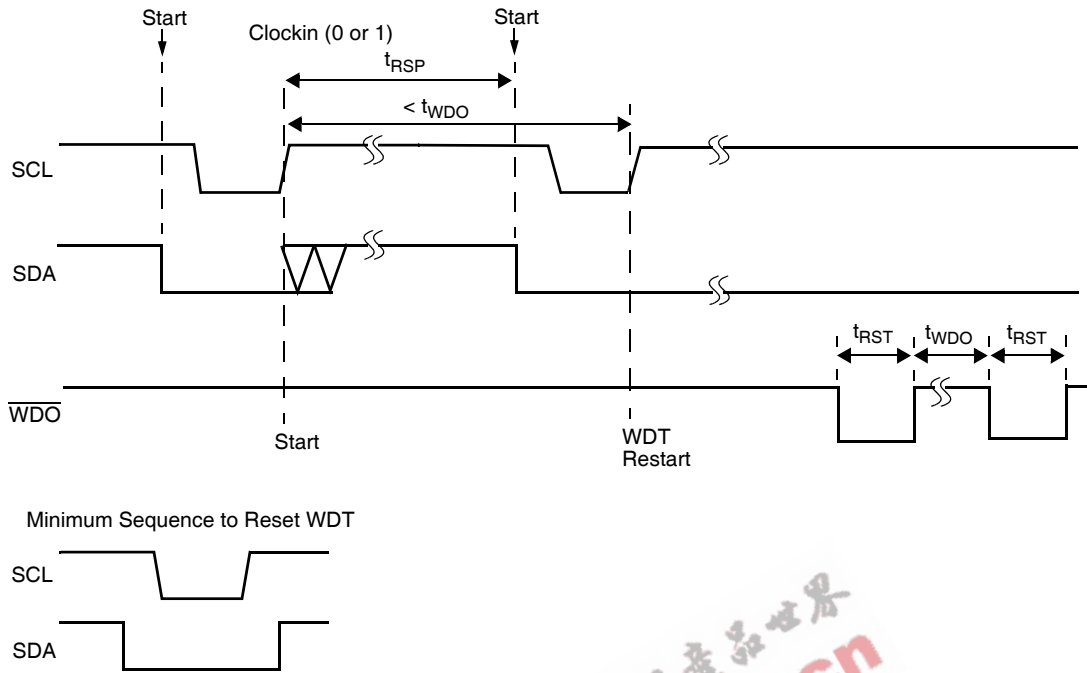 Start
Start
Clockin (0 or 1)
tRSP
< tWDO
SCL
SDA
tRST
tWDO
tRST
WDO
Start
WDT
Restart
Minimum Sequence to Reset WDT
SCL
SDA